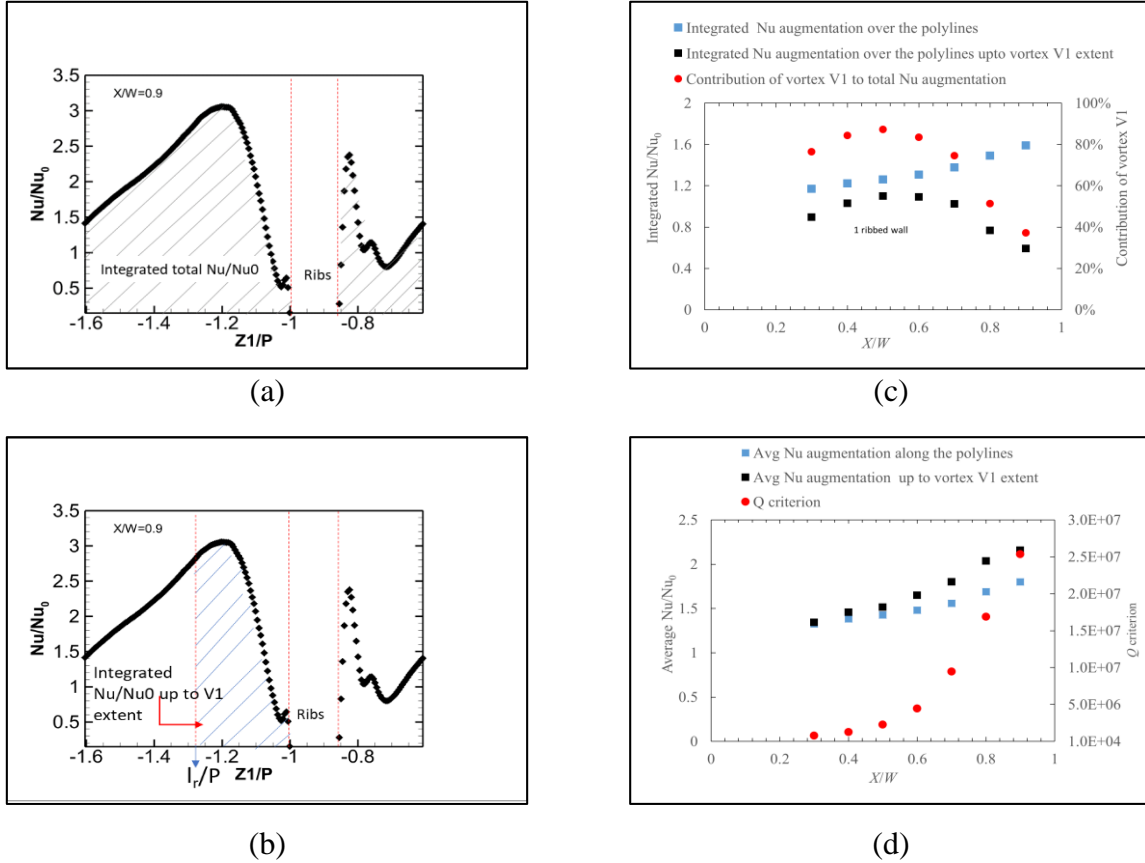 3.5
X/W=0.9
3
2.5
2
Nu/Nu0
1.5
1
Integrated total Nu/Nu0
Ribs
0.5
-1.6 -1.4 -1.2 -1 -0.8
Z1/P
(a)
Integrated Nu augmentation over the polylines
Integrated Nu augmentation over the polylines upto vortex V1 extent
Contribution of vortex V1 to total Nu augmentation
2 100%
1.6 80%
1.2 60%
0.8 40%
0.4 20%
0 0%
Integrated Nu/Nu0
Contribution of vortex V1
1 ribbed wall
0 0.2 0.4 0.6 0.8 1
X/W
(c)
3.5
X/W=0.9
3
2.5
2
Nu/Nu0
1.5
1
Integrated
Nu/Nu0 up to V1
extent
Ribs
0.5
-1.6 -1.4 -1.2 -1 -0.8
lr/P Z1/P
(b)
Avg Nu augmentation along the polylines
Avg Nu augmentation up to vortex V1 extent
Q criterion
2.5 3.0E+07
2 2.5E+07
1.5 2.0E+07
1 1.5E+07
0.5 1.0E+07
0 5.0E+06
1.0E+04
Average Nu/Nu0
Q criterion
0 0.2 0.4 0.6 0.8 1
X/W
(d)